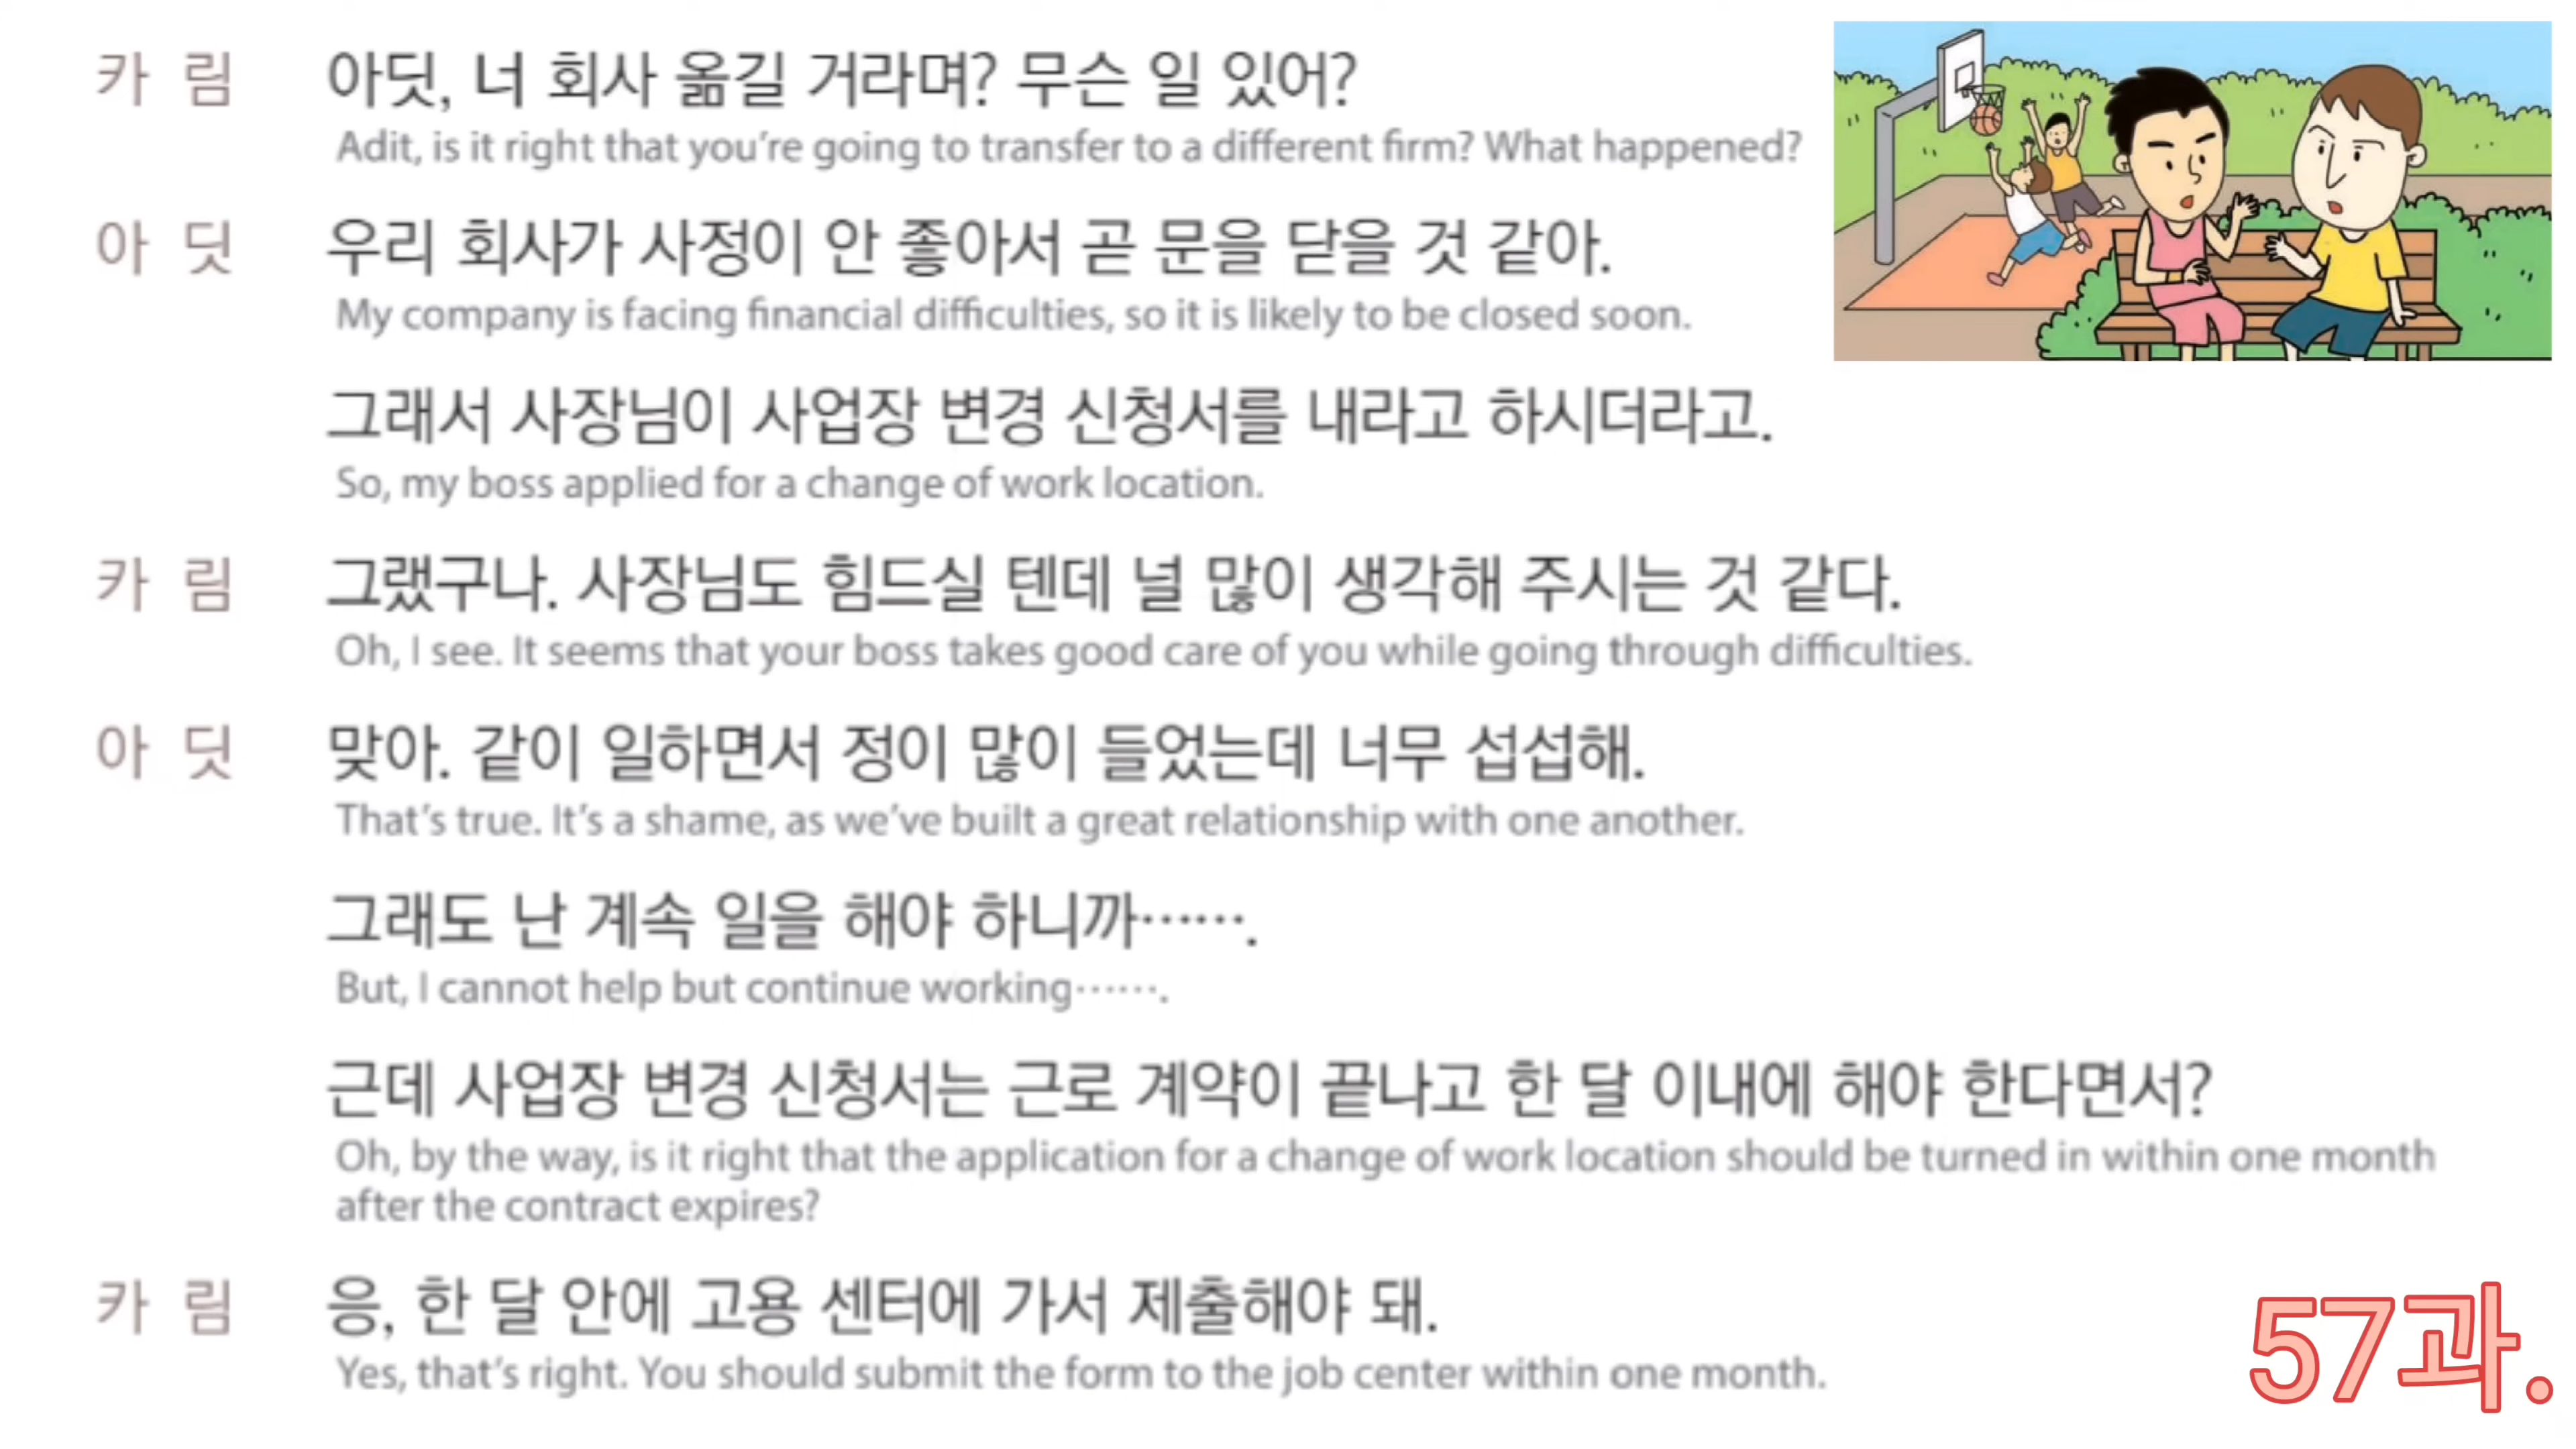 카 림 아딧, 너 회사 옮길 거라며? 무슨 일 있어?
Adit, is it right that you're going to transfer to a different firm? What happened?
아 딧 우리 회사가 사정이 안 좋아서 곧 문을 닫을 것 같아.
My company is facing financial difficulties, so it is likely to be closed soon.
그래서 사장님이 사업장 변경 신청서를 내라고 하시더라고.
So, my boss applied for a change of work location.
카 림 그랬구나. 사장님도 힘드실 텐데 널 많이 생각해 주시는 것 같다.
Oh, I see. It seems that your boss takes good care of you while going through difficulties.
아 딧 맞아. 같이 일하면서 정이 많이 들었는데 너무 섭섭해.
That's true. It's a shame, as we've built a great relationship with one another.
그래도 난 계속 일을 해야 하니까…….
But, I cannot help but continue working…….
근데 사업장 변경 신청서는 근로 계약이 끝나고 한 달 이내에 해야 한다면서?
Oh, by the way, is it right that the application for a change of work location should be turned in within one month
after the contract expires?
카 림 응, 한 달 안에 고용 센터에 가서 제출해야 돼.
Yes, that's right. You should submit the form to the job center within one month.
57과.